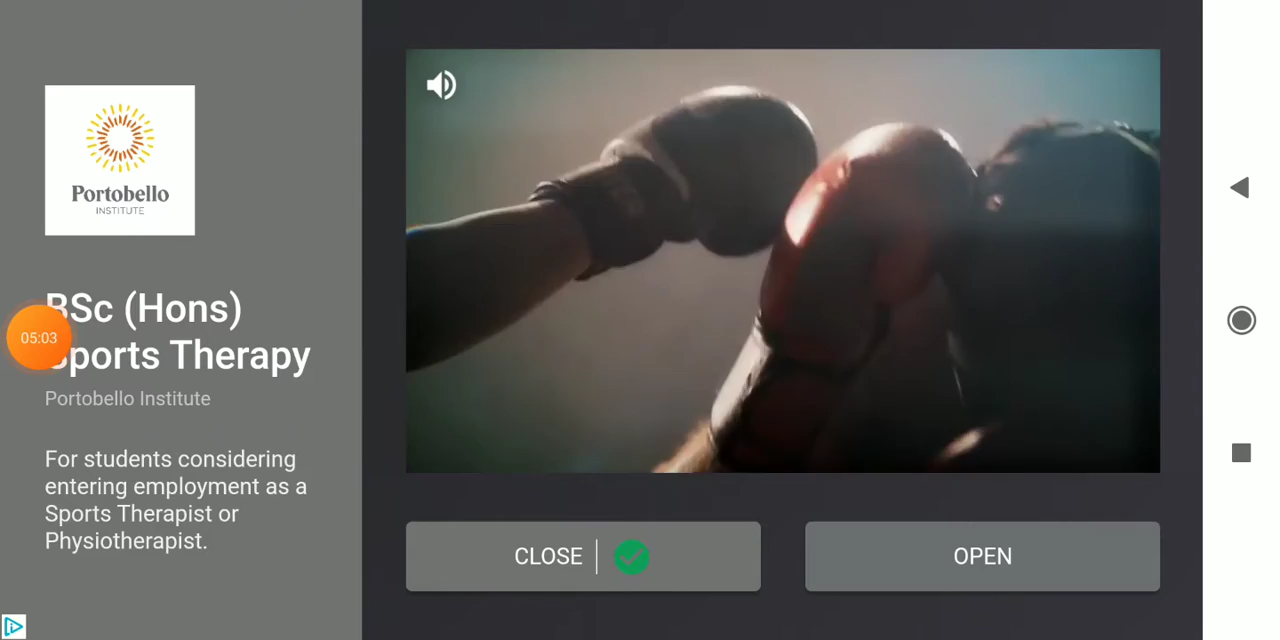 Portobello
INSTITUTE
BSc (Hons)
Sports Therapy
05:03
Portobello Institute
For students considering
entering employment as a
Sports Therapist or
Physiotherapist.
CLOSE
OPEN